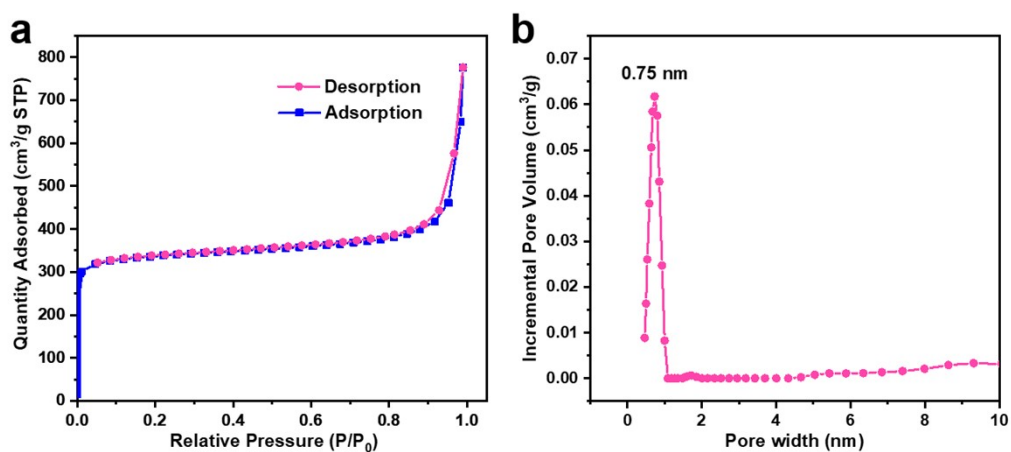 a
800
700
600
500
400
300
200
100
0
Quantity Adsorbed (cm³/g STP)
Desorption
Adsorption
0.0 0.2 0.4 0.6 0.8 1.0
Relative Pressure (P/P₀)
b
0.07
0.06
0.05
0.04
0.03
0.02
0.01
0.00
Incremental Pore Volume (cm³/g)
0.75 nm
0 2 4 6 8 10
Pore width (nm)